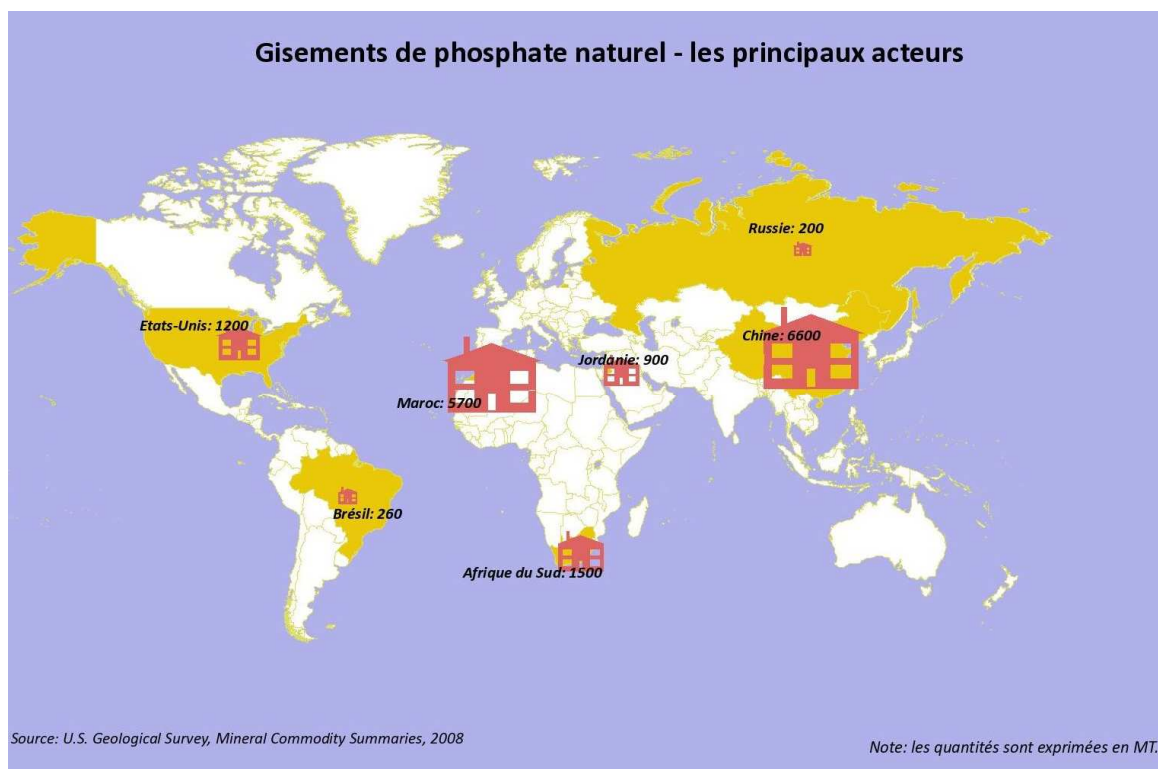 Gisements de phosphate naturel - les principaux acteurs
Russie: 200
Etats-Unis: 1200
Chine: 6600
Jordanie: 900
Maroc: 5700
Brésil: 260
Afrique du Sud: 1500
Source: U.S. Geological Survey, Mineral Commodity Summaries, 2008
Note: les quantités sont exprimées en MT.